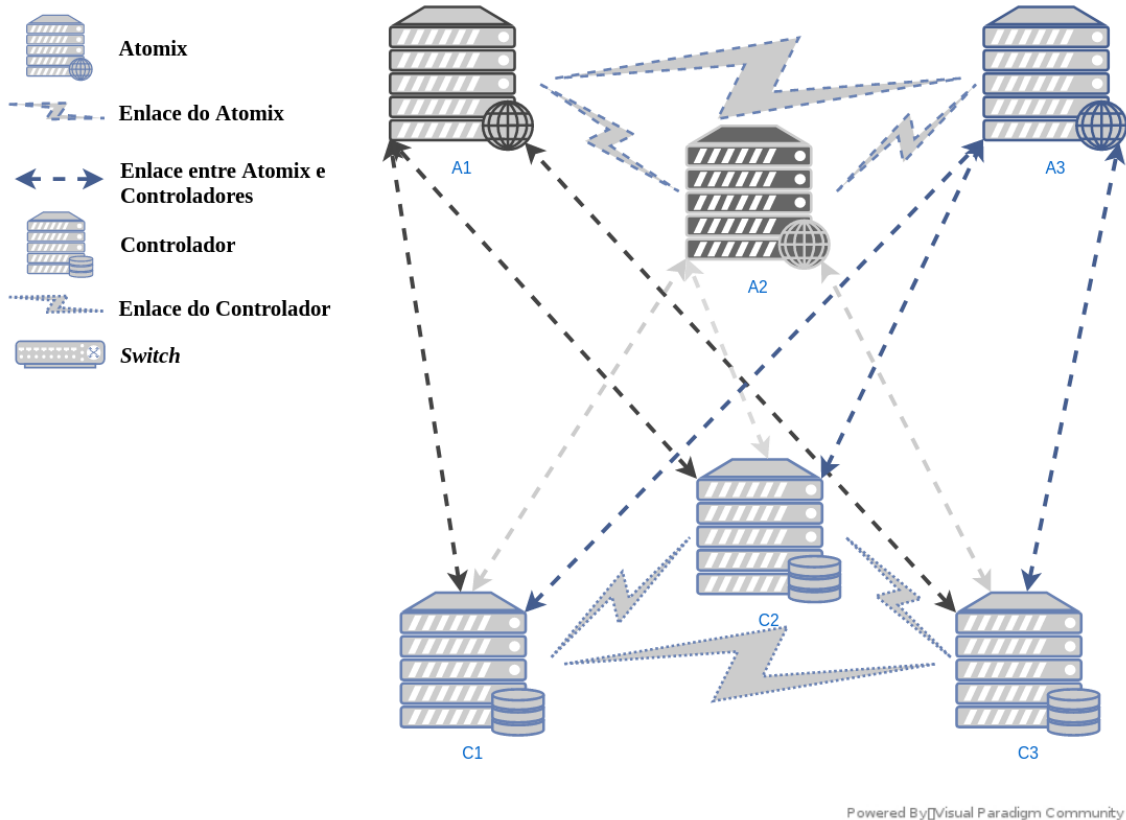 Atomix
Enlace do Atomix
Enlace entre Atomix e
Controladores
Controlador
Enlace do Controlador
Switch
A1
A3
A2
C2
C1
C3
Powered By▯Visual Paradigm Community